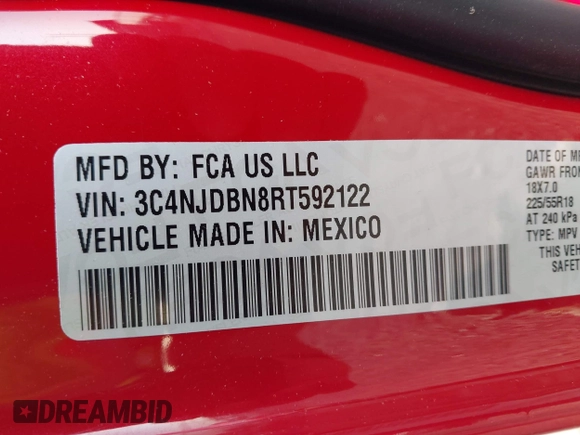 MFD BY: FCA US LLC
VIN: 3C4NJDBN8RT592122
VEHICLE MADE IN: MEXICO
DATE OF M
GAWR FRON
18X7.0
225/55R18
AT 240 kPa
TYPE: MPV
THIS VEH
SAFET
DREAMBID